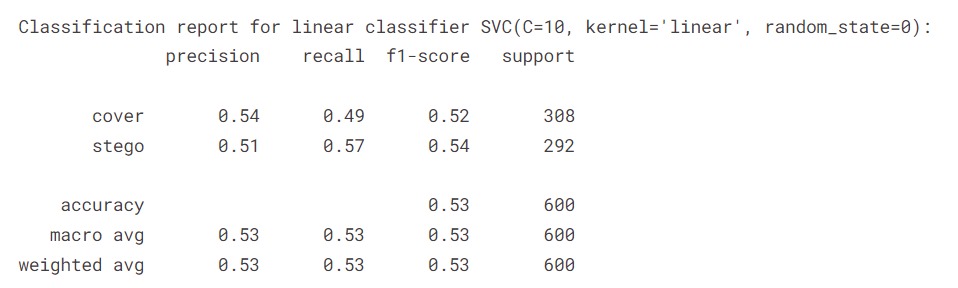 Classification report for linear classifier SVC(C=10, kernel='linear', random_state=0):
precision recall f1-score support
cover 0.54 0.49 0.52 308
stego 0.51 0.57 0.54 292
accuracy 0.53 600
macro avg 0.53 0.53 0.53 600
weighted avg 0.53 0.53 0.53 600